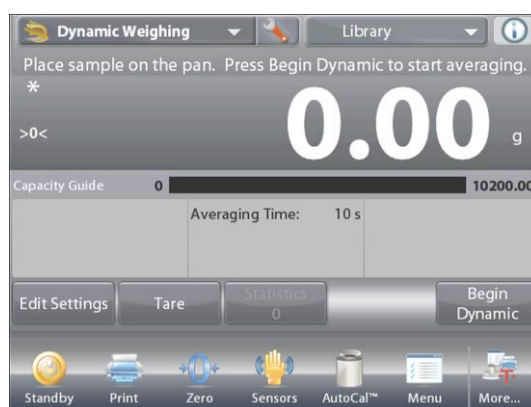 Dynamic Weighing Library
Place sample on the pan. Press Begin Dynamic to start averaging.
*
>0< 0.00 g
Capacity Guide 0 10200.00
Averaging Time: 10 s
Edit Settings Tare Statistics 0 Begin Dynamic
Standby Print Zero Sensors AutoCal™ Menu More...